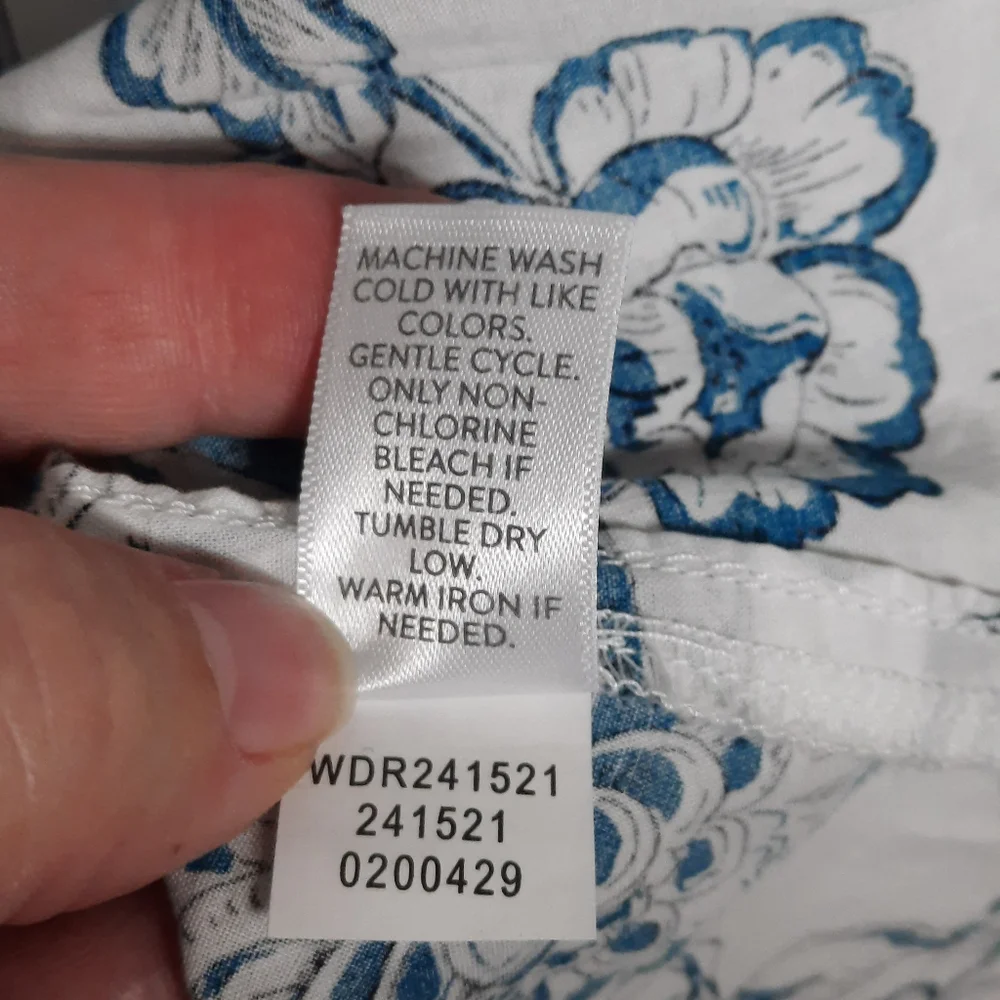 MACHINE WASH
COLD WITH LIKE
COLORS.
GENTLE CYCLE.
ONLY NON-
CHLORINE
BLEACH IF
NEEDED.
TUMBLE DRY
LOW.
WARM IRON IF
NEEDED.
WDR241521
241521
0200429